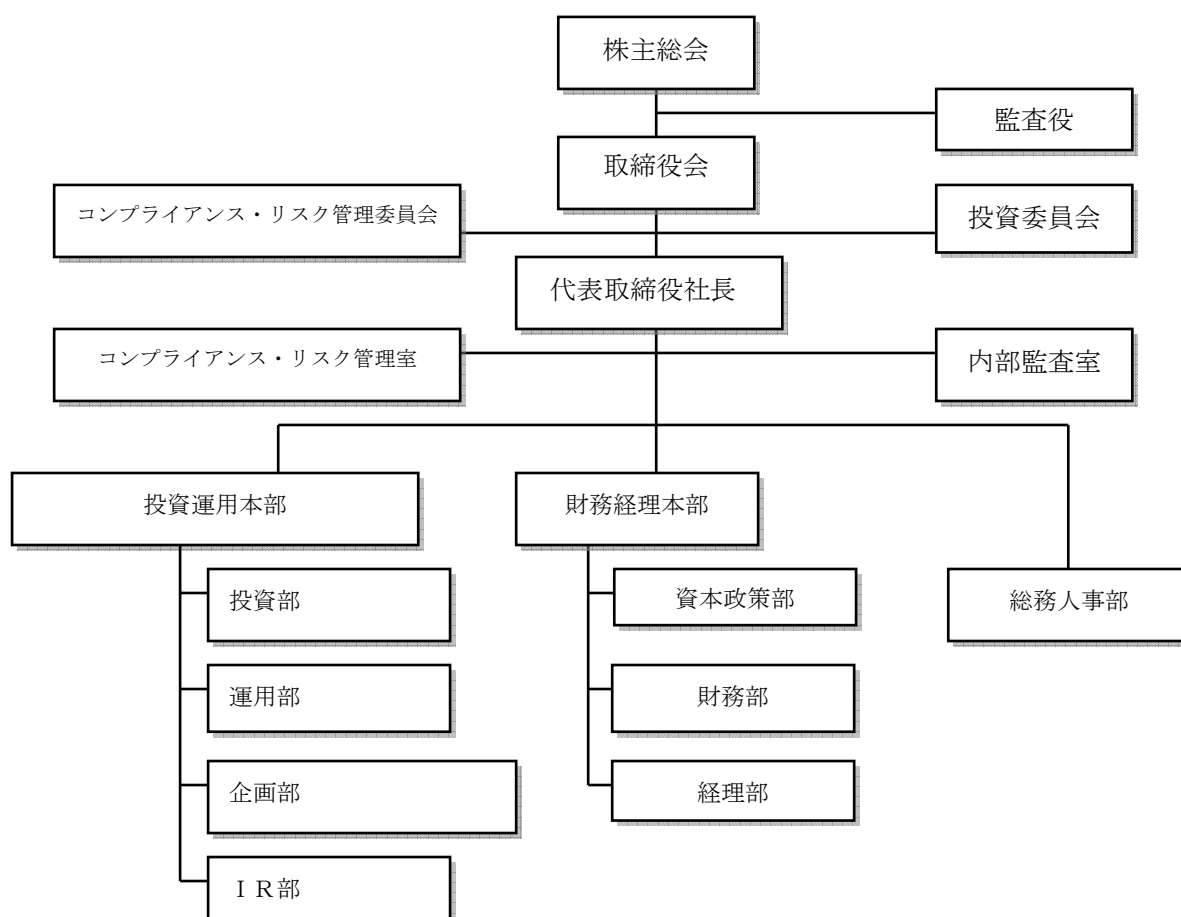 株主総会
監査役
取締役会
コンプライアンス・リスク管理委員会
投資委員会
代表取締役社長
コンプライアンス・リスク管理室
内部監査室
投資運用本部
財務経理本部
投資部
資本政策部
総務人事部
運用部
財務部
企画部
経理部
ＩＲ部